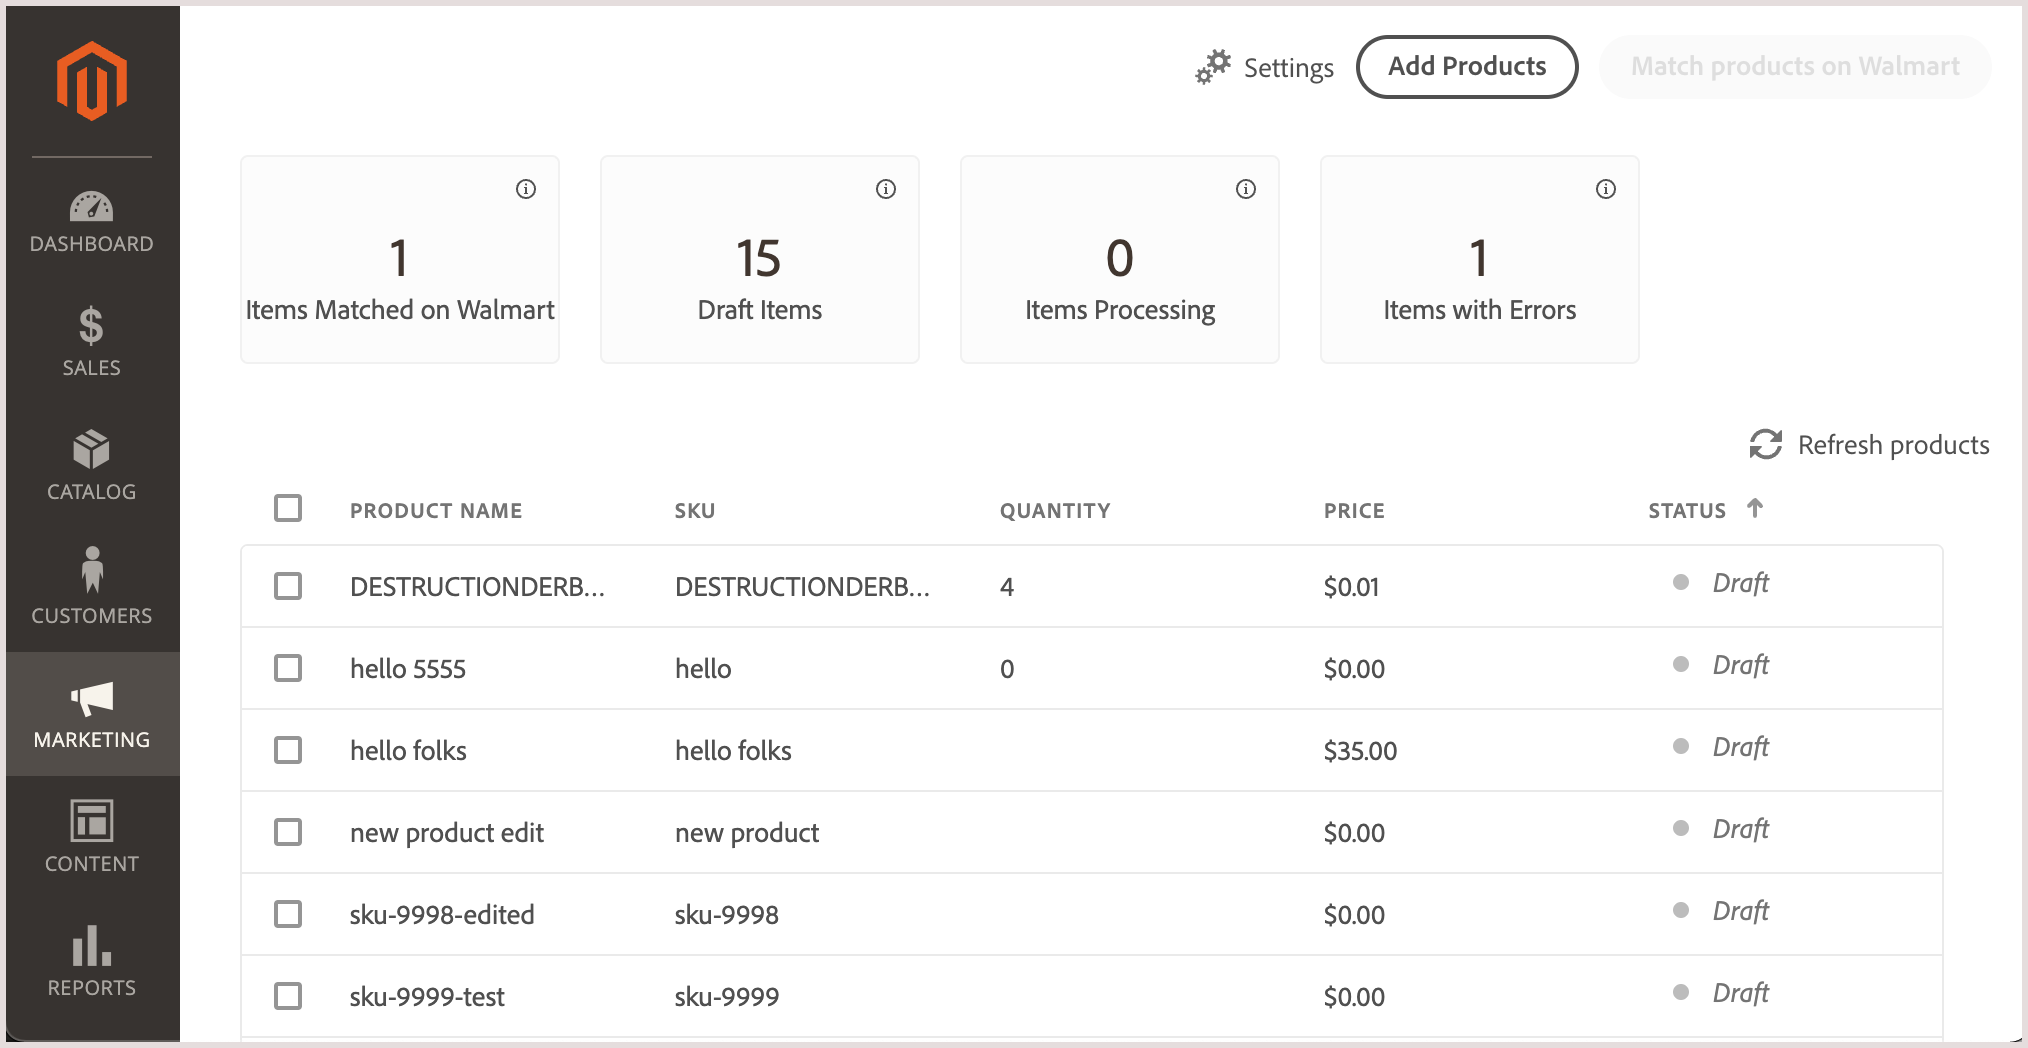 Settings
Add Products
Match products on Walmart
DASHBOARD
SALES
CATALOG
CUSTOMERS
MARKETING
CONTENT
REPORTS
1
Items Matched on Walmart
15
Draft Items
0
Items Processing
1
Items with Errors
Refresh products
PRODUCT NAME SKU QUANTITY PRICE STATUS
DESTRUCTIONDERB... DESTRUCTIONDERB... 4 $0.01 Draft
hello 5555 hello 0 $0.00 Draft
hello folks hello folks $35.00 Draft
new product edit new product $0.00 Draft
sku-9998-edited sku-9998 $0.00 Draft
sku-9999-test sku-9999 $0.00 Draft